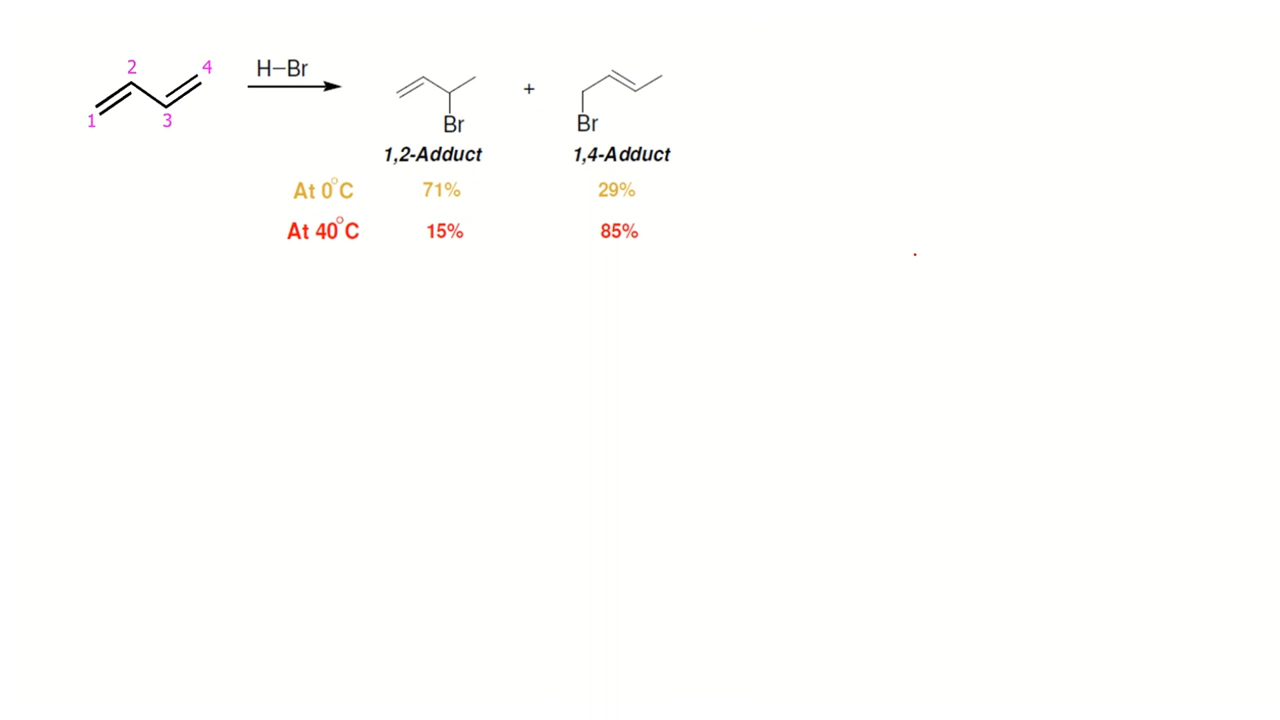 2 4 H–Br
1 3
+
Br Br
1,2-Adduct 1,4-Adduct
At 0°C 71% 29%
At 40°C 15% 85%